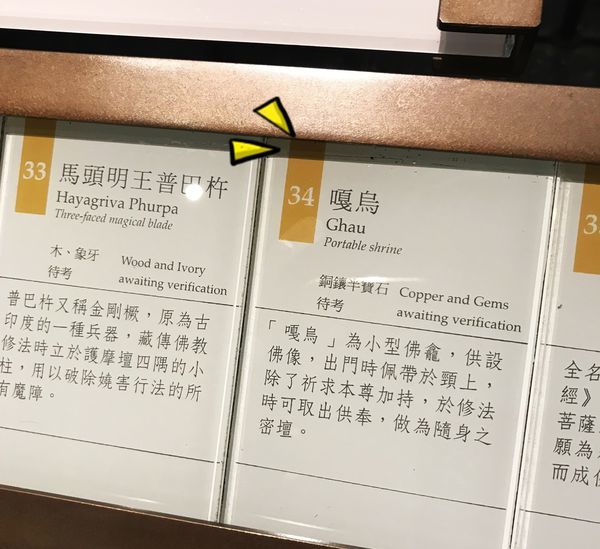 33
馬頭明王普巴杵
Hayagriva Phurpa
Three-faced magical blade
木、象牙 Wood and Ivory
待考 awaiting verification
普巴杵又稱金剛橛，原為古
印度的一種兵器，藏傳佛教
修法時立於護摩壇四隅的小
柱，用以破除嬈害行法的所
有魔障。
34
嘎烏
Ghau
Portable shrine
銅鑲半寶石 Copper and Gems
待考 awaiting verification
「嘎烏」為小型佛龕，供設
佛像，出門時佩帶於頸上，
除了祈求本尊加持，於修法
時可取出供奉，做為隨身之
密壇。
全名
經》
菩薩
願為
而成